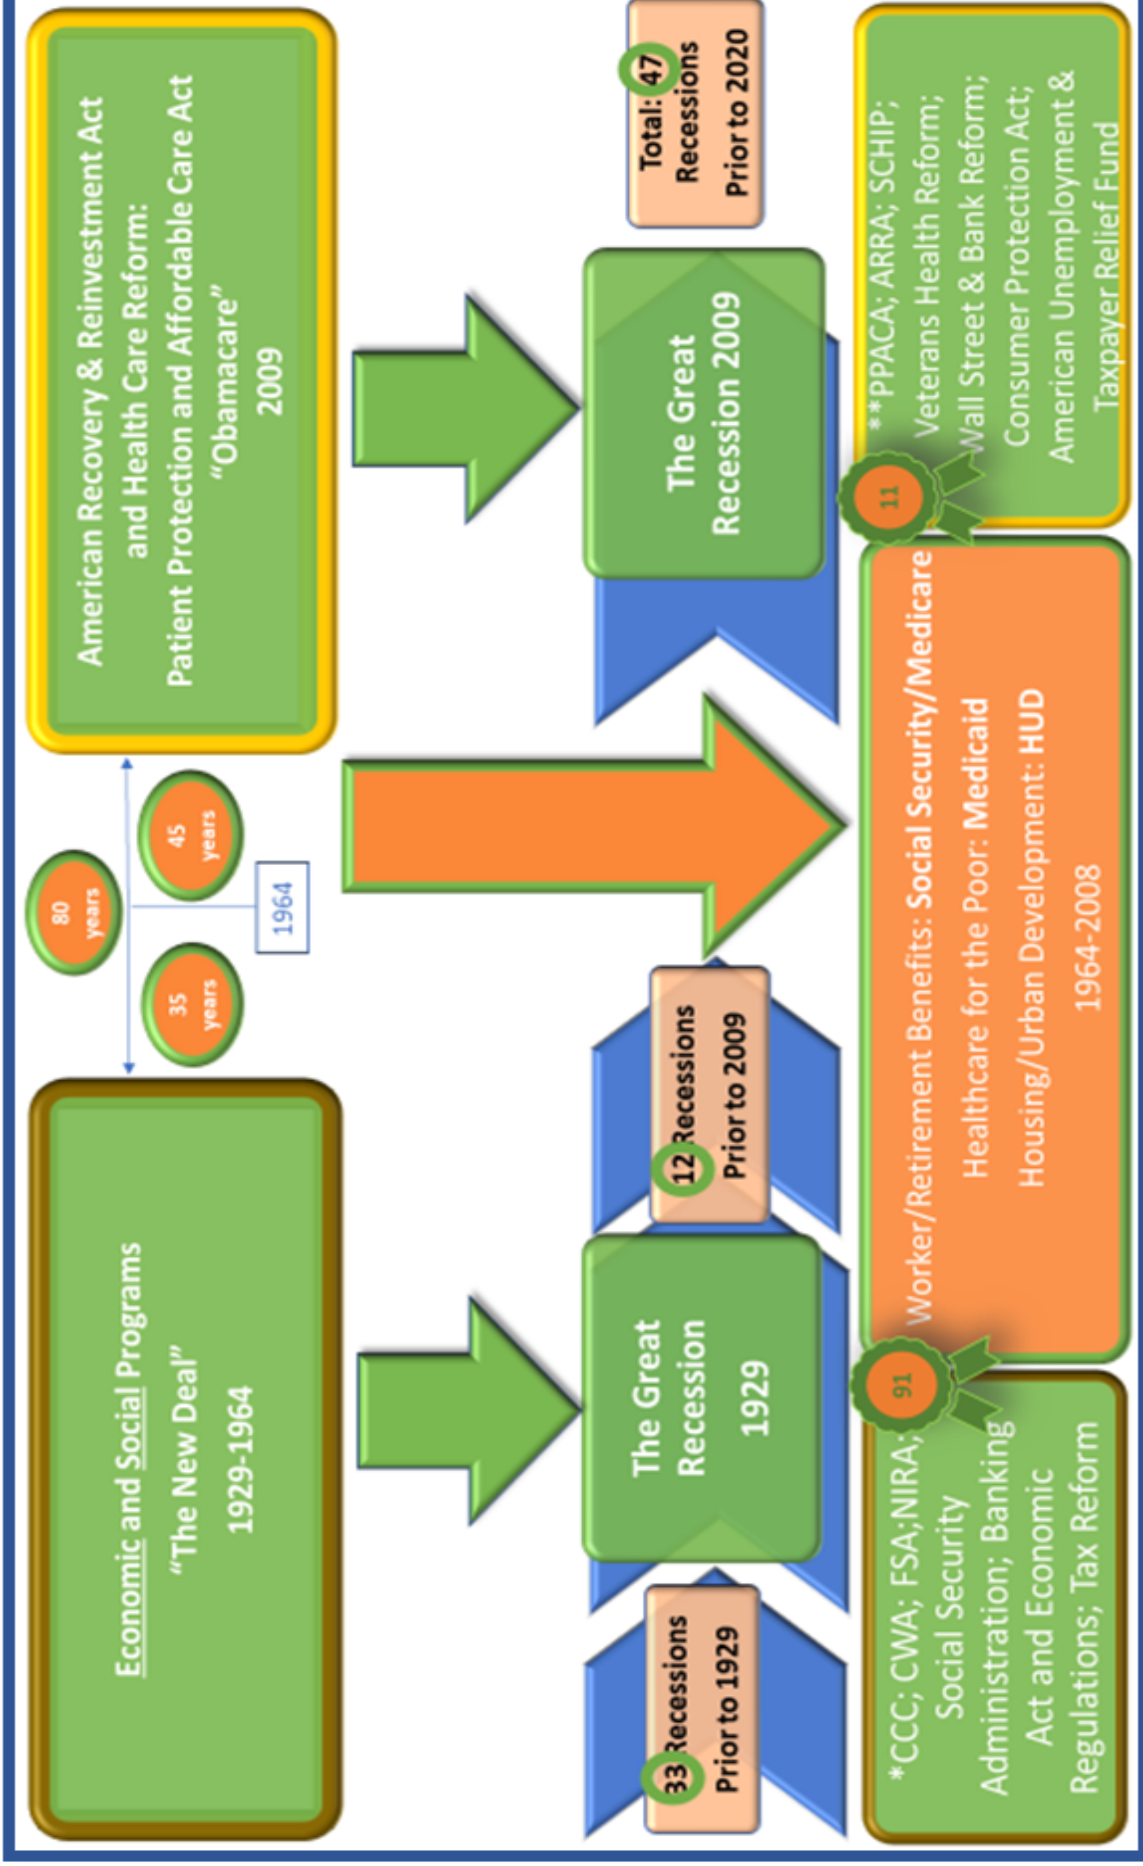 Economic and Social Programs
“The New Deal”
1929-1964
80
years
35
years
45
years
1964
American Recovery & Reinvestment Act
and Health Care Reform:
Patient Protection and Affordable Care Act
“Obamacare”
2009
33 Recessions
Prior to 1929
The Great
Recession
1929
12 Recessions
Prior to 2009
The Great
Recession 2009
Total: 47
Recessions
Prior to 2020
*CCC; CWA; FSA;NIRA;
Social Security
Administration; Banking
Act and Economic
Regulations; Tax Reform
91
Worker/Retirement Benefits: Social Security/Medicare
Healthcare for the Poor: Medicaid
Housing/Urban Development: HUD
1964-2008
11
**PPACA; ARRA; SCHIP;
Veterans Health Reform;
Wall Street & Bank Reform;
Consumer Protection Act;
American Unemployment &
Taxpayer Relief Fund